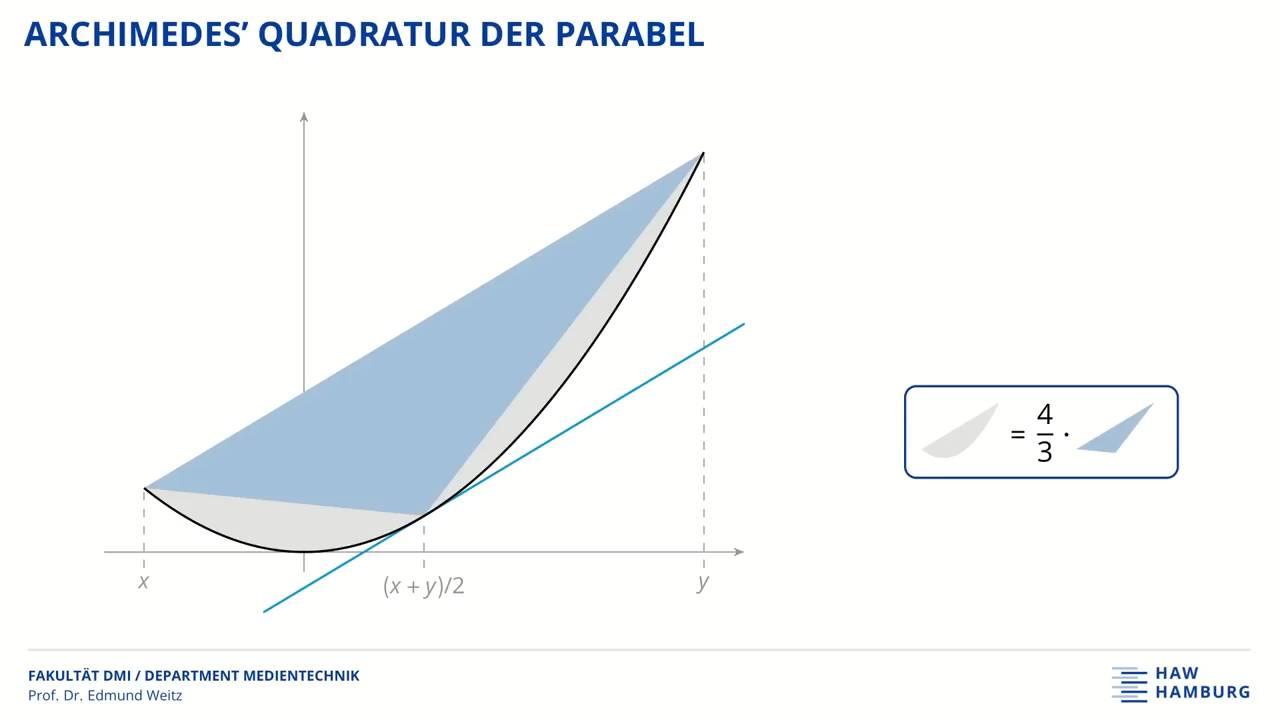 ARCHIMEDES’ QUADRATUR DER PARABEL
= 4/3 ·
x
(x + y)/2
y
FAKULTÄT DMI / DEPARTMENT MEDIENTECHNIK
Prof. Dr. Edmund Weitz
HAW
HAMBURG